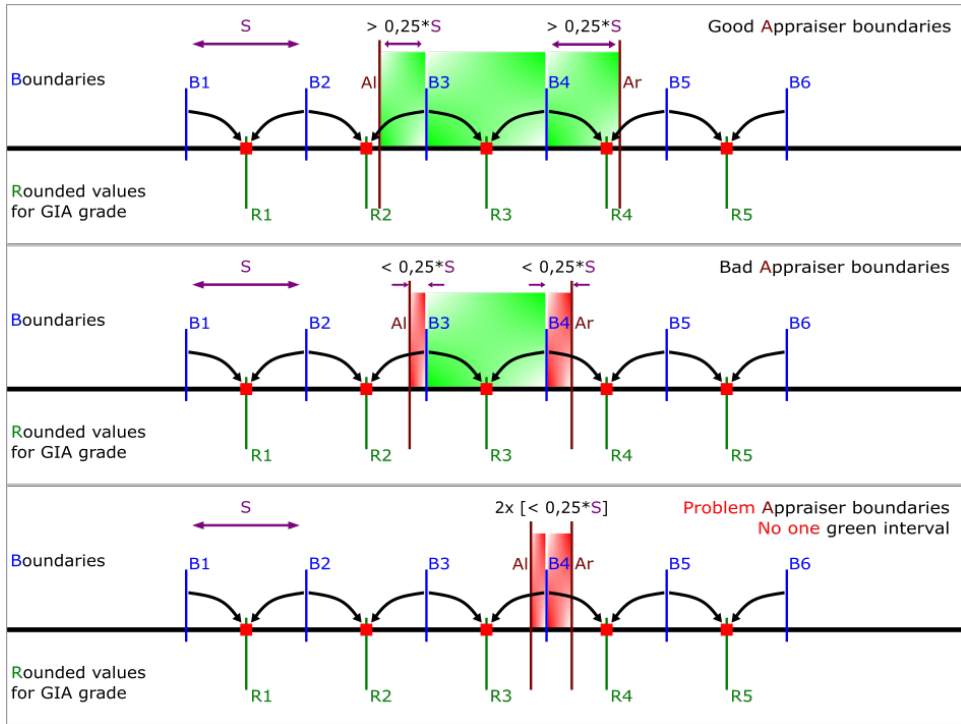 > 0,25*S > 0,25*S Good Appraiser boundaries
S
Boundaries B1 B2 Al B3 B4 Ar B5 B6
Rounded values
for GIA grade
R1 R2 R3 R4 R5
< 0,25*S < 0,25*S Bad Appraiser boundaries
S
Boundaries B1 B2 Al B3 B4 Ar B5 B6
Rounded values
for GIA grade
R1 R2 R3 R4 R5
2x [< 0,25*S] Problem Appraiser boundaries
S No one green interval
Boundaries B1 B2 B3 Al B4 Ar B5 B6
Rounded values
for GIA grade
R1 R2 R3 R4 R5